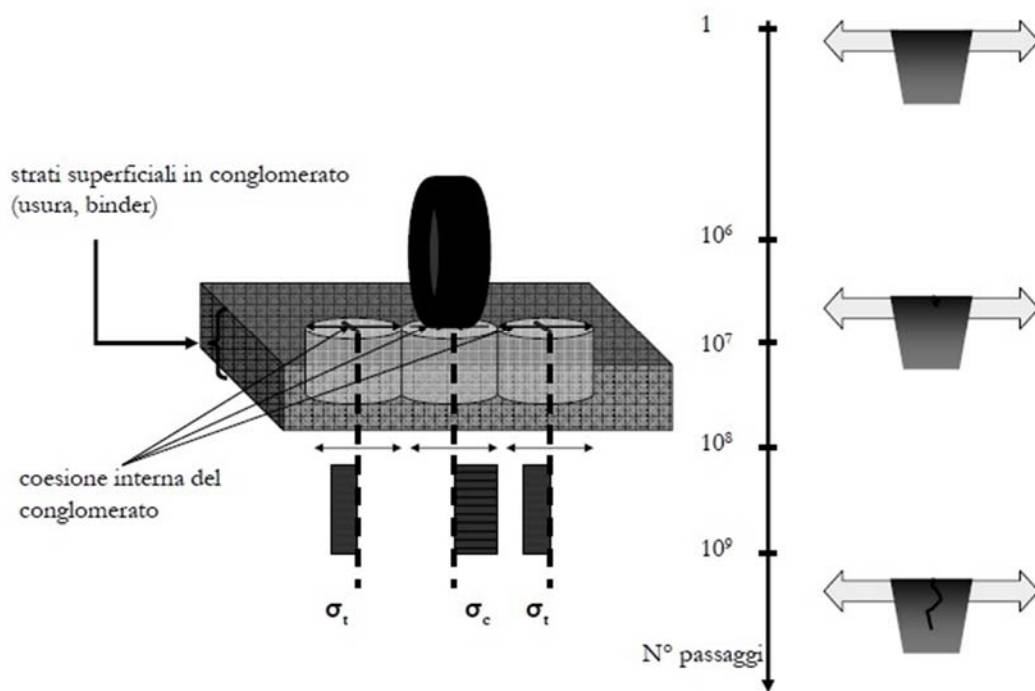 strati superficiali in conglomerato
(usura, binder)
coesione interna del
conglomerato
σt
σc
σt
1
10⁶
10⁷
10⁸
10⁹
N° passaggi